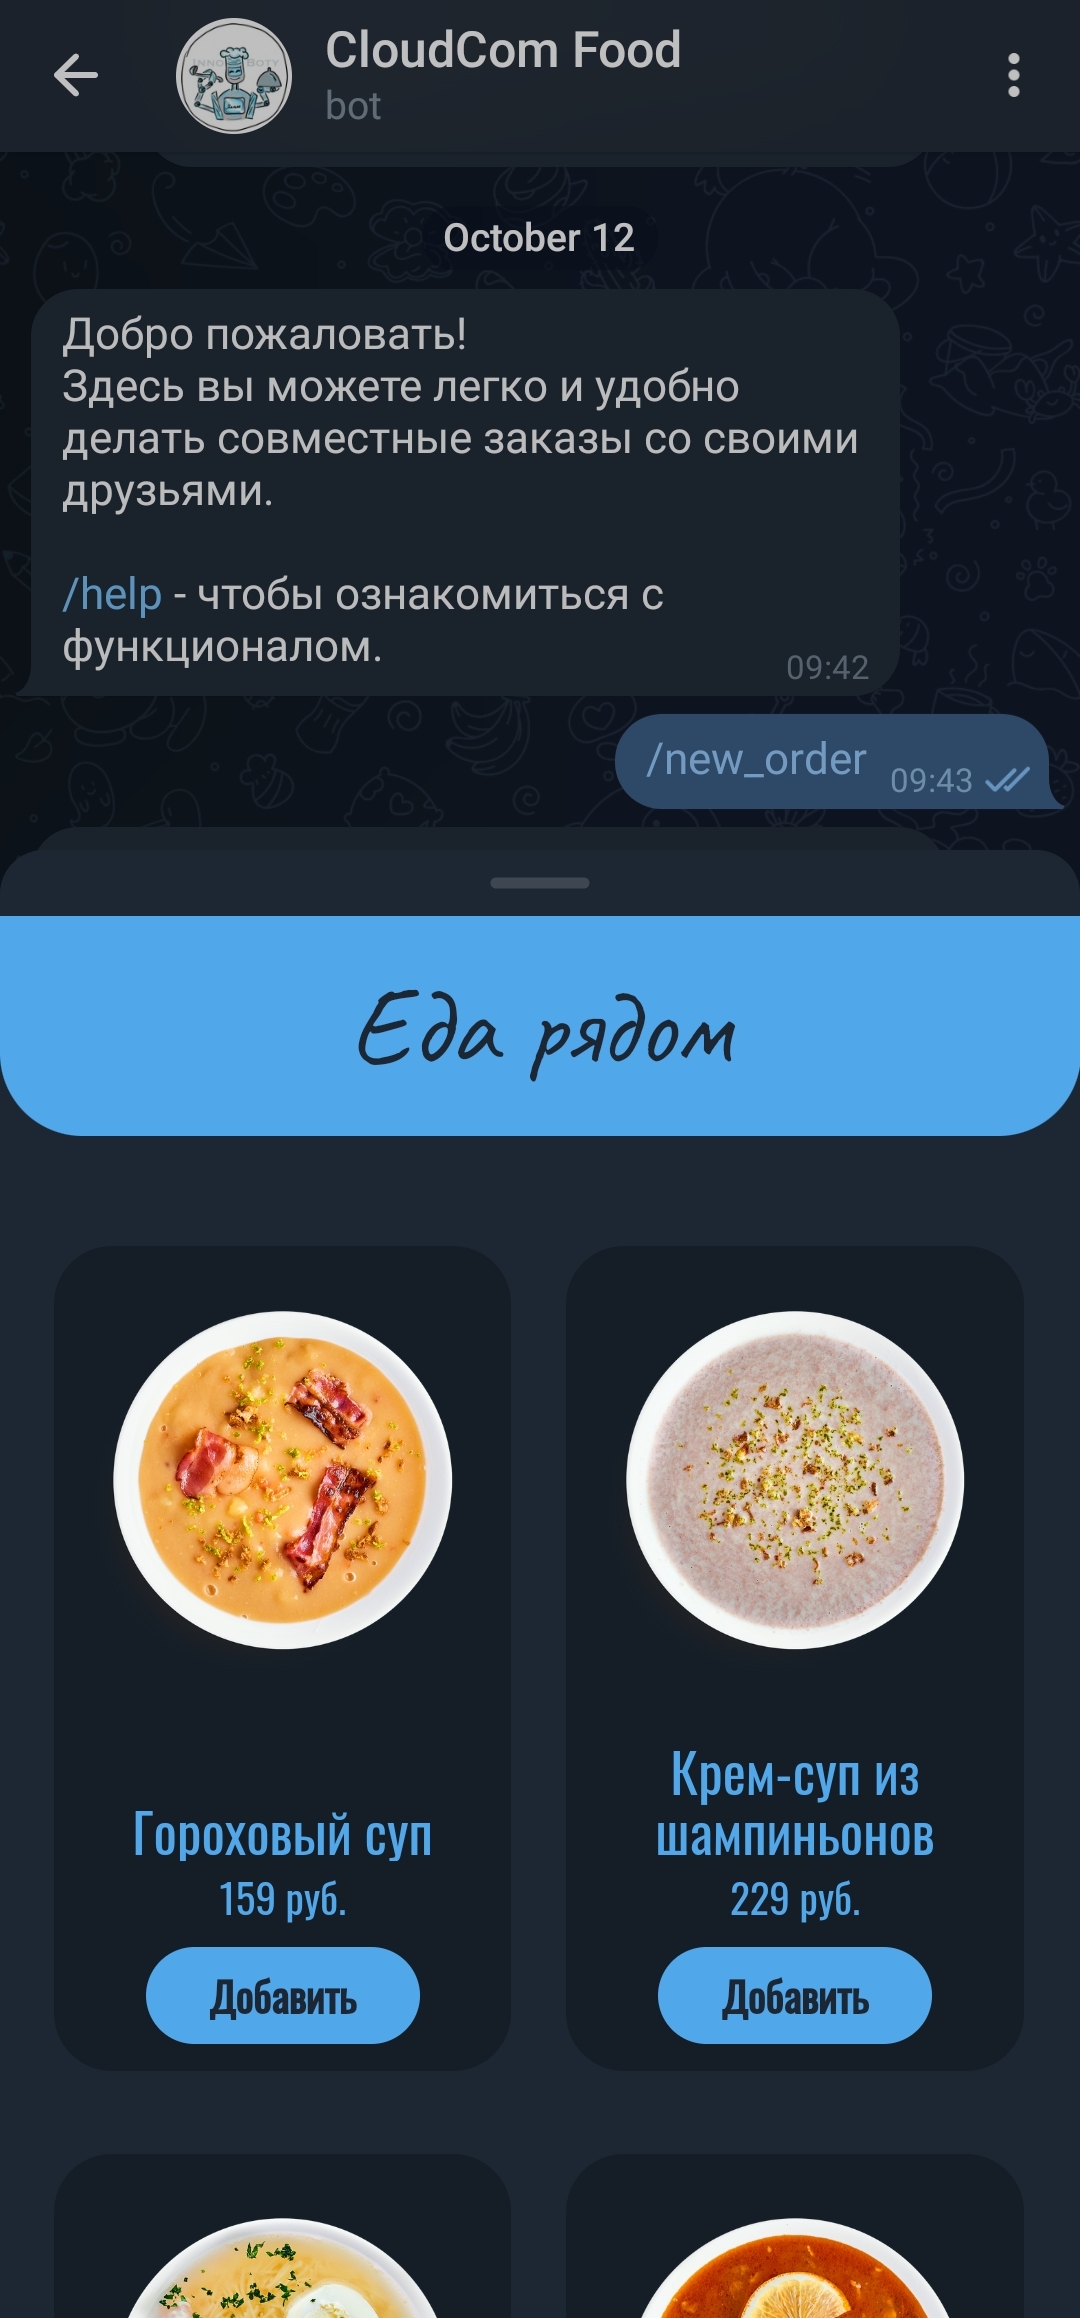 CloudCom Food
bot
INNO BOTY
October 12
Добро пожаловать!
Здесь вы можете легко и удобно
делать совместные заказы со своими
друзьями.
/help - чтобы ознакомиться с
функционалом.
09:42
/new_order
09:43
Еда рядом
Гороховый суп
159 руб.
Добавить
Крем-суп из
шампиньонов
229 руб.
Добавить